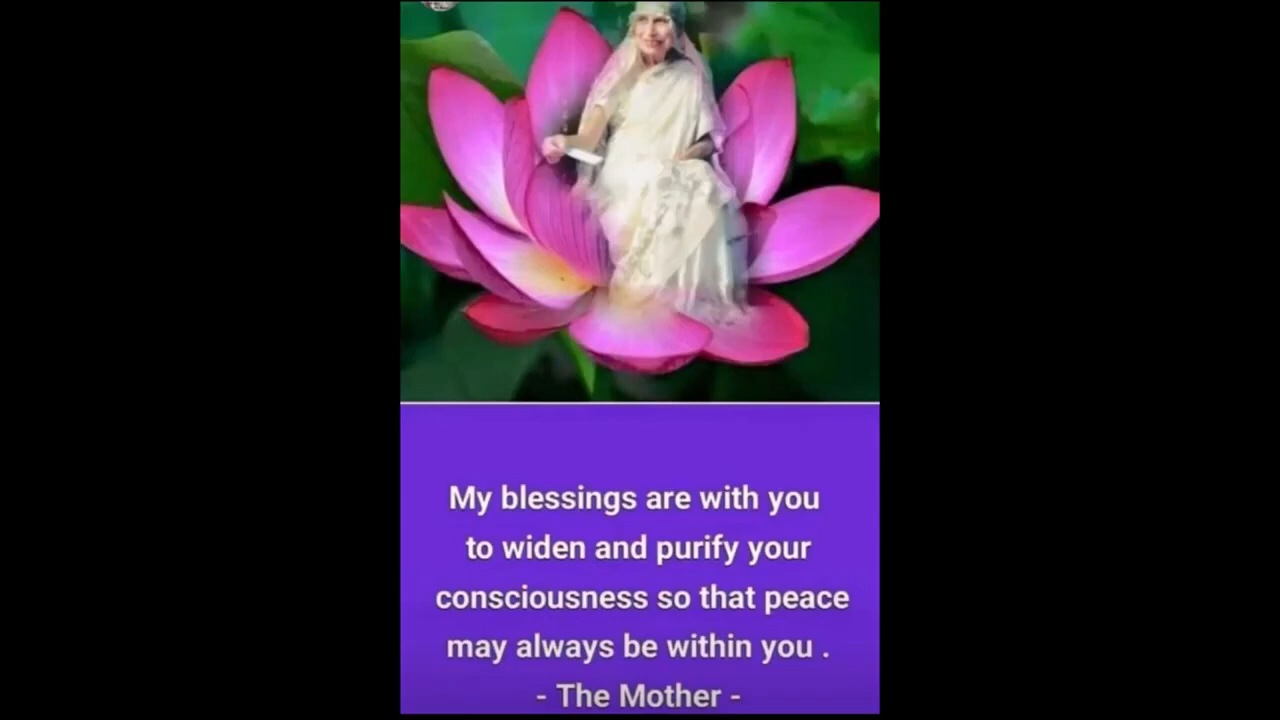 My blessings are with you
to widen and purify your
consciousness so that peace
may always be within you .
- The Mother -